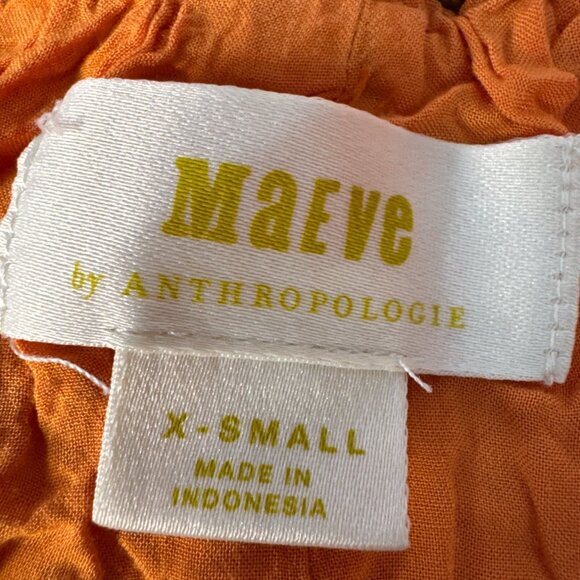 MaEve
by ANTHROPOLOGIE
X-SMALL
MADE IN
INDONESIA